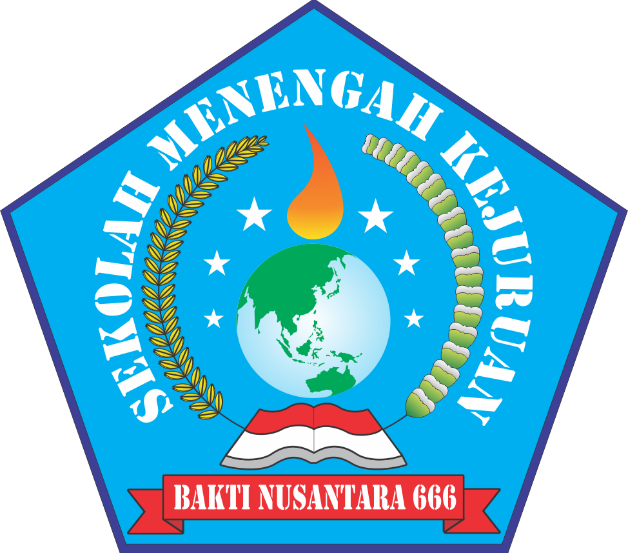 SEKOLAH MENENGAH KEJURUAN
BAKTI NUSANTARA 666